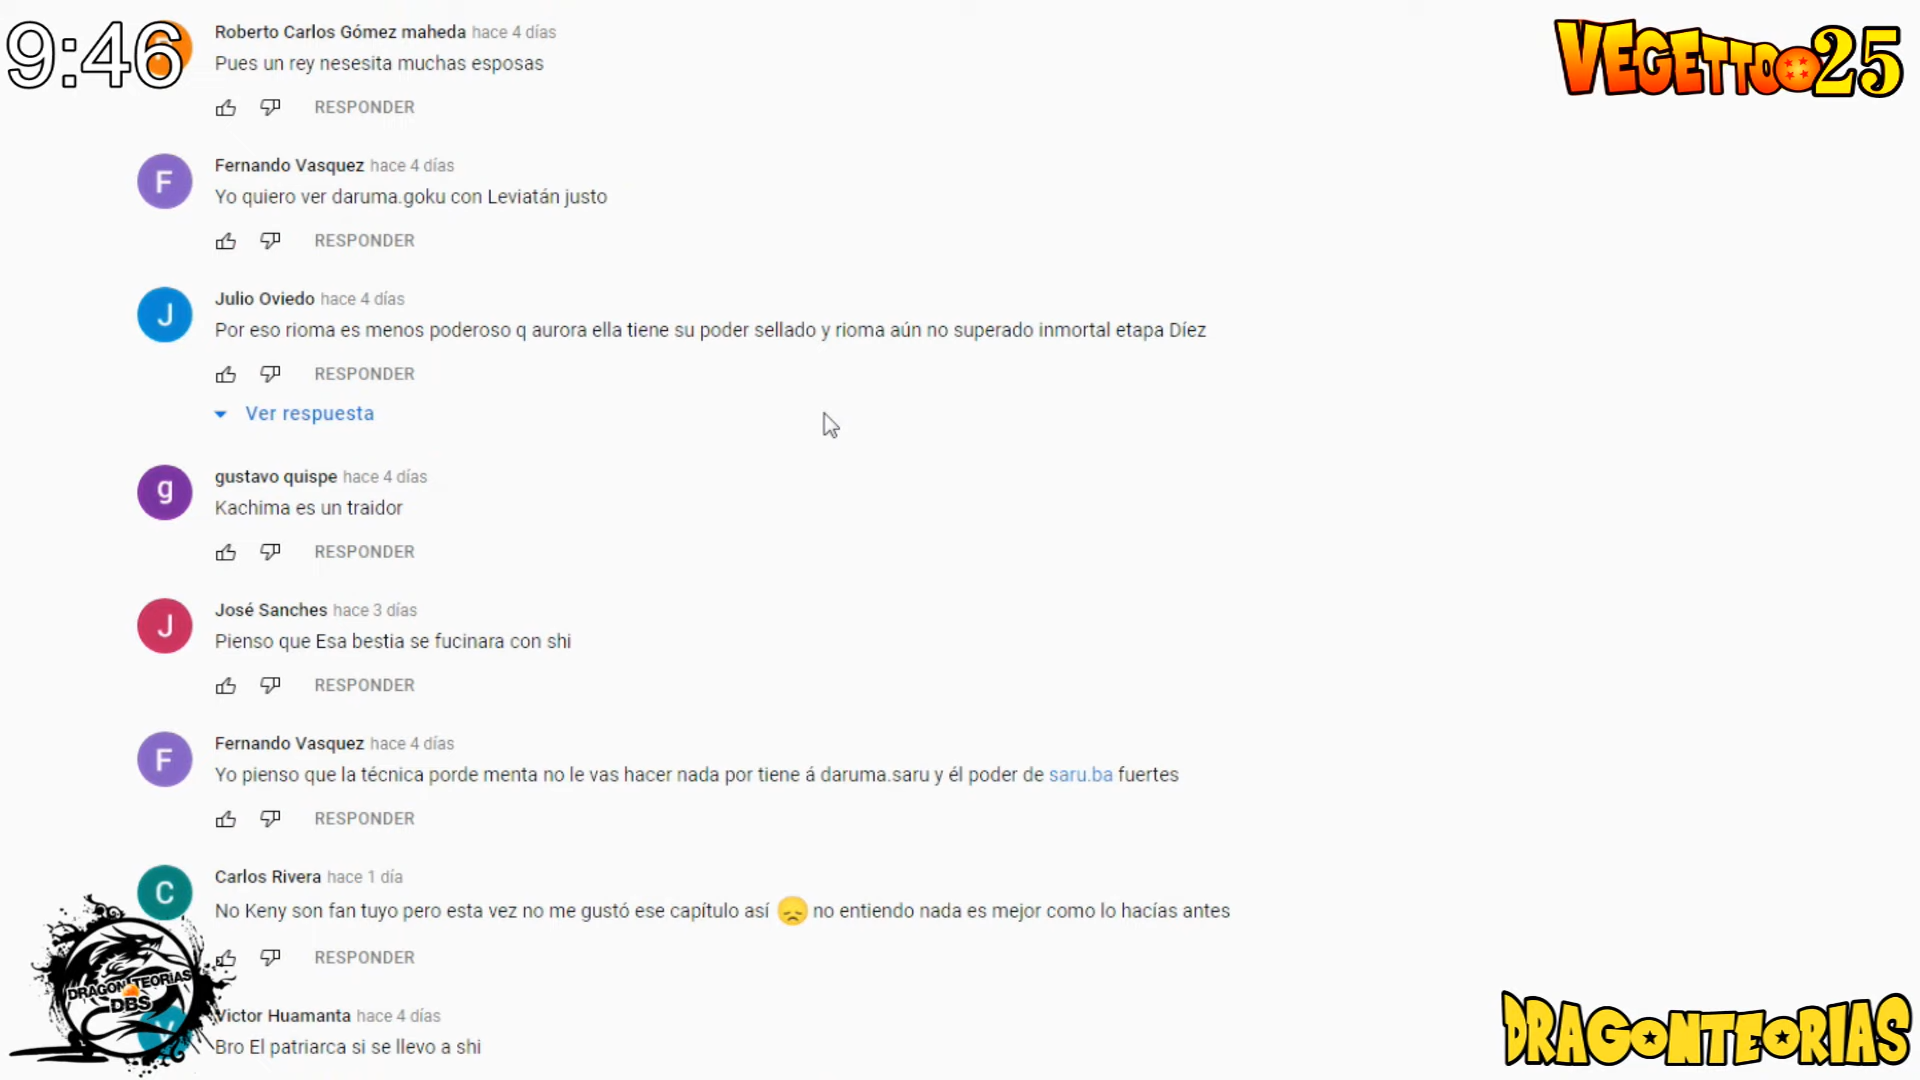 9:46
VEGETTO 25
Roberto Carlos Gómez maheda hace 4 días
Pues un rey nesesita muchas esposas
RESPONDER
F
Fernando Vasquez hace 4 días
Yo quiero ver daruma.goku con Leviatán justo
RESPONDER
J
Julio Oviedo hace 4 días
Por eso rioma es menos poderoso q aurora ella tiene su poder sellado y rioma aún no superado inmortal etapa Díez
RESPONDER
Ver respuesta
g
gustavo quispe hace 4 días
Kachima es un traidor
RESPONDER
J
José Sanches hace 3 días
Pienso que Esa bestia se fucinara con shi
RESPONDER
F
Fernando Vasquez hace 4 días
Yo pienso que la técnica porde menta no le vas hacer nada por tiene á daruma.saru y él poder de saru.ba fuertes
RESPONDER
C
Carlos Rivera hace 1 día
No Keny son fan tuyo pero esta vez no me gustó ese capítulo así 😞 no entiendo nada es mejor como lo hacías antes
RESPONDER
DRAGONTEORIAS
DBS
Victor Huamanta hace 4 días
Bro El patriarca si se llevo a shi
DRAGONTEORIAS